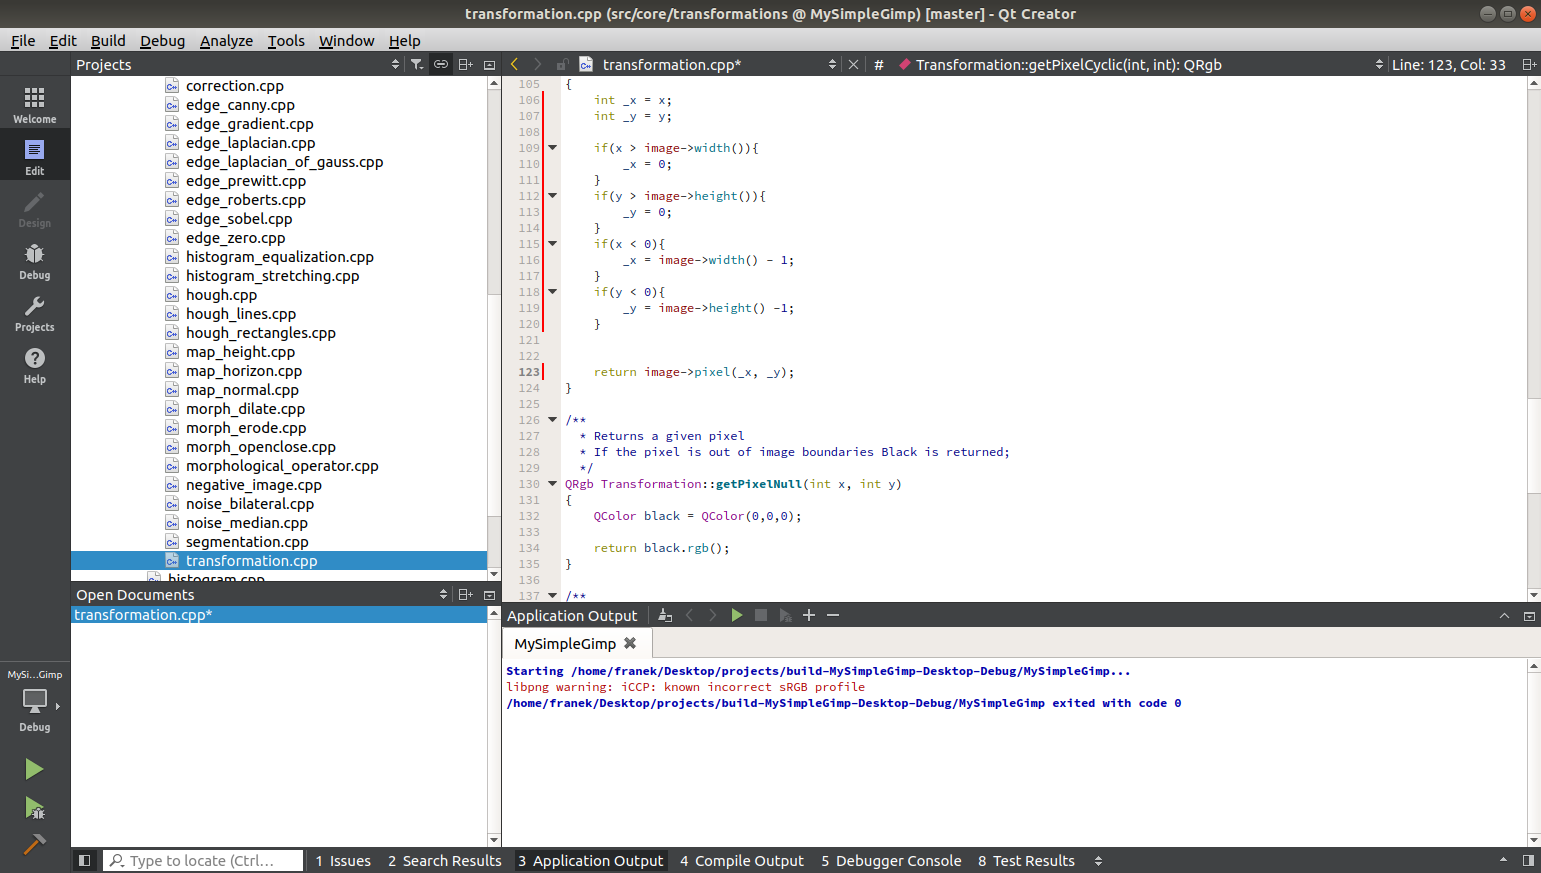 transformation.cpp (src/core/transformations @ MySimpleGimp) [master] - Qt Creator
File Edit Build Debug Analyze Tools Window Help
Projects
transformation.cpp*
# Transformation::getPixelCyclic(int, int): QRgb
Line: 123, Col: 33
Welcome
Edit
Design
Debug
Projects
Help
MySi...Gimp
Debug
correction.cpp
edge_canny.cpp
edge_gradient.cpp
edge_laplacian.cpp
edge_laplacian_of_gauss.cpp
edge_prewitt.cpp
edge_roberts.cpp
edge_sobel.cpp
edge_zero.cpp
histogram_equalization.cpp
histogram_stretching.cpp
hough.cpp
hough_lines.cpp
hough_rectangles.cpp
map_height.cpp
map_horizon.cpp
map_normal.cpp
morph_dilate.cpp
morph_erode.cpp
morph_openclose.cpp
morphological_operator.cpp
negative_image.cpp
noise_bilateral.cpp
noise_median.cpp
segmentation.cpp
transformation.cpp
histogram.cpp
Open Documents
transformation.cpp*
105 {
106 int _x = x;
107 int _y = y;
108
109 if(x > image->width()){
110 _x = 0;
111 }
112 if(y > image->height()){
113 _y = 0;
114 }
115 if(x < 0){
116 _x = image->width() - 1;
117 }
118 if(y < 0){
119 _y = image->height() -1;
120 }
121
122
123 return image->pixel(_x, _y);
124 }
125
126 /**
127 * Returns a given pixel
128 * If the pixel is out of image boundaries Black is returned;
129 */
130 QRgb Transformation::getPixelNull(int x, int y)
131 {
132 QColor black = QColor(0,0,0);
133
134 return black.rgb();
135 }
136
137 /**
Application Output
MySimpleGimp
Starting /home/franek/Desktop/projects/build-MySimpleGimp-Desktop-Debug/MySimpleGimp...
libpng warning: iCCP: known incorrect sRGB profile
/home/franek/Desktop/projects/build-MySimpleGimp-Desktop-Debug/MySimpleGimp exited with code 0
Type to locate (Ctrl...
1 Issues 2 Search Results 3 Application Output 4 Compile Output 5 Debugger Console 8 Test Results